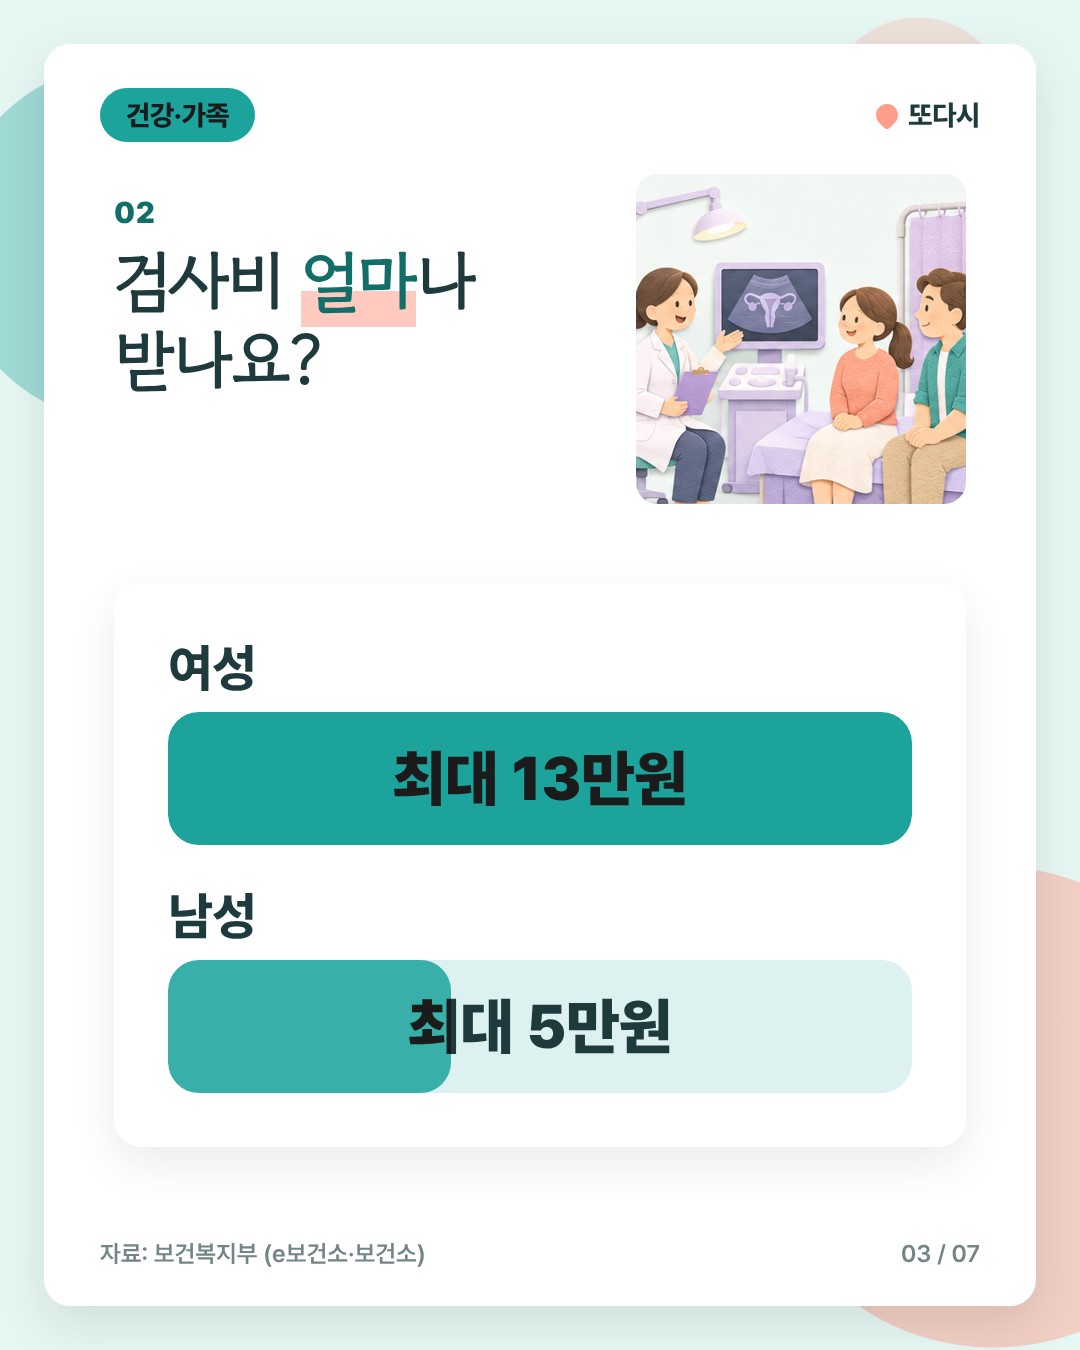 건강·가족
또다시
02
검사비 얼마나
받나요?
여성
최대 13만원
남성
최대 5만원
자료: 보건복지부 (e보건소·보건소)
03 / 07